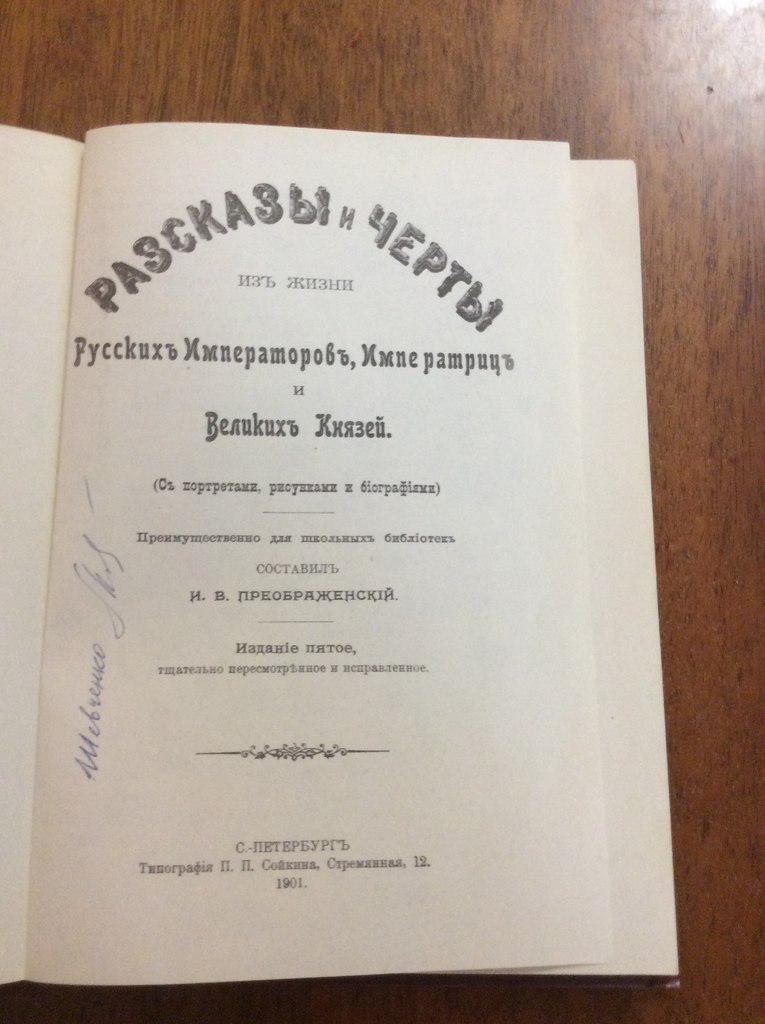 РАЗСКАЗЫ И ЧЕРТЫ
ИЗЪ ЖИЗНИ
Русскихъ Императоровъ, Императрицъ
и
Великихъ Князей.
(Съ портретами, рисунками и біографіями)
Преимущественно для школьныхъ библіотекъ
СОСТАВИЛЪ
И. В. ПРЕОБРАЖЕНСКІЙ.
Изданіе пятое,
тщательно пересмотрѣнное и исправленное.
С.-ПЕТЕРБУРГЪ
Типографія П. П. Сойкина, Стремянная, 12.
1901.
Шевченко